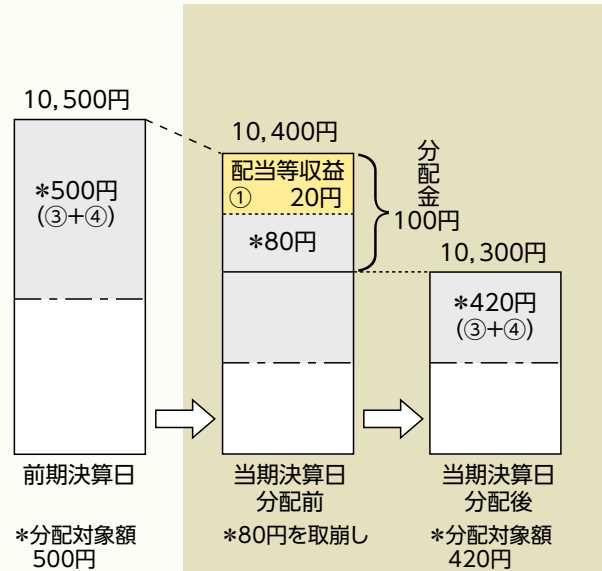 10,500円
*500円
(③+④)
前期決算日
*分配対象額
500円
10,400円
配当等収益
① 20円
*80円
分配金
100円
当期決算日
分配前
*80円を取崩し
10,300円
*420円
(③+④)
当期決算日
分配後
*分配対象額
420円